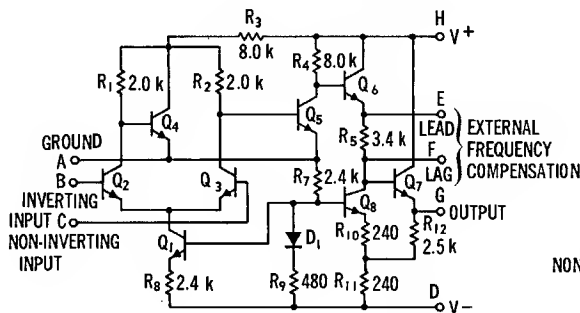 R3
8.0 k
H
V+
R1
2.0 k
R2
2.0 k
R4
8.0 k
Q4
Q5
Q6
E
LEAD
R5
3.4 k
F
LAG
EXTERNAL
FREQUENCY
COMPENSATION
GROUND
A
B
INVERTING
INPUT C
NON-INVERTING
INPUT
Q2
Q3
R7
2.4 k
Q8
Q7
G
OUTPUT
Q1
D1
R10
240
R12
2.5 k
R8
2.4 k
R9
480
R11
240
D
V−
NON